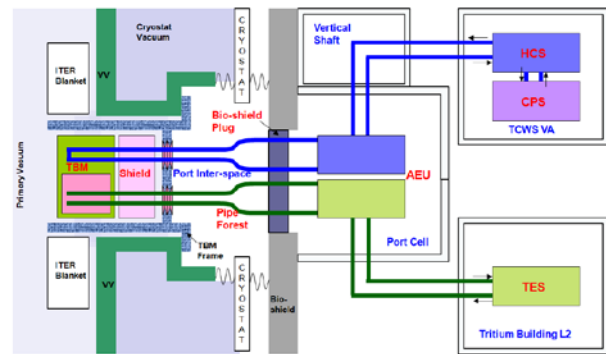 Cryostat
Vacuum
VV
CRYOSTAT
ITER
Blanket
Vertical
Shaft
HCS
CPS
TCWS VA
Bio-shield
Plug
Primary Vacuum
TBM
Shield
Port Inter-space
AEU
Pipe
Forest
TBM
Frame
Port Cell
ITER
Blanket
VV
CRYOSTAT
Bio-
shield
TES
Tritium Building L2